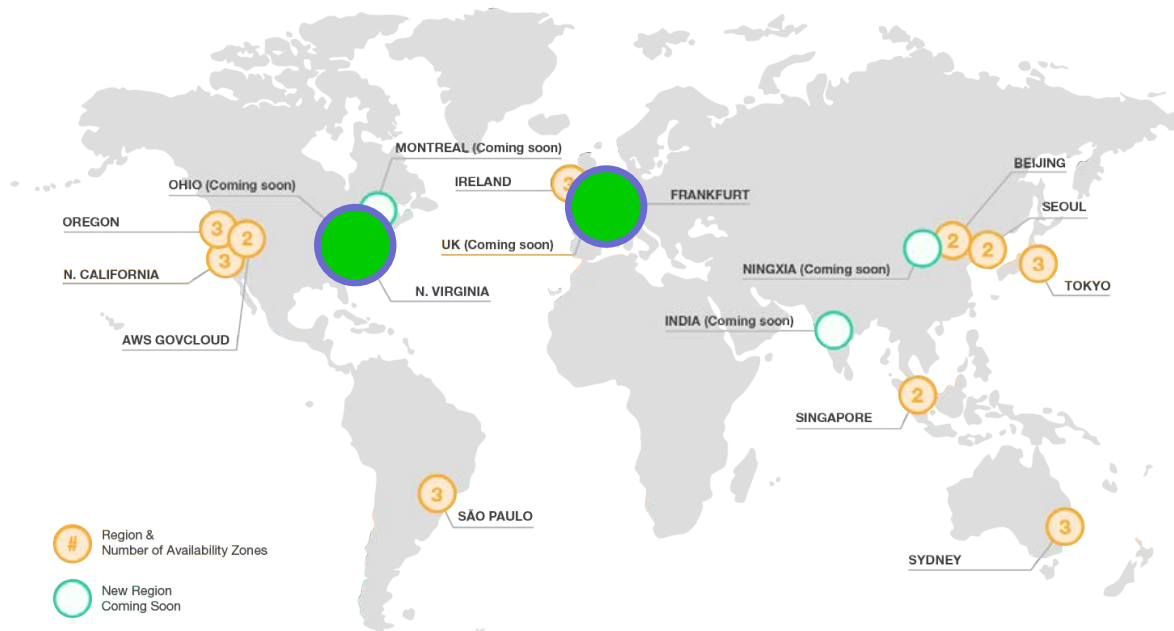 MONTREAL (Coming soon)
BEIJING
IRELAND
3
OHIO (Coming soon)
FRANKFURT
SEOUL
OREGON
3
2
UK (Coming soon)
2
2
N. CALIFORNIA
3
NINGXIA (Coming soon)
3
TOKYO
N. VIRGINIA
INDIA (Coming soon)
AWS GOVCLOUD
2
SINGAPORE
3
SÃO PAULO
3
SYDNEY
#
Region &
Number of Availability Zones
New Region
Coming Soon